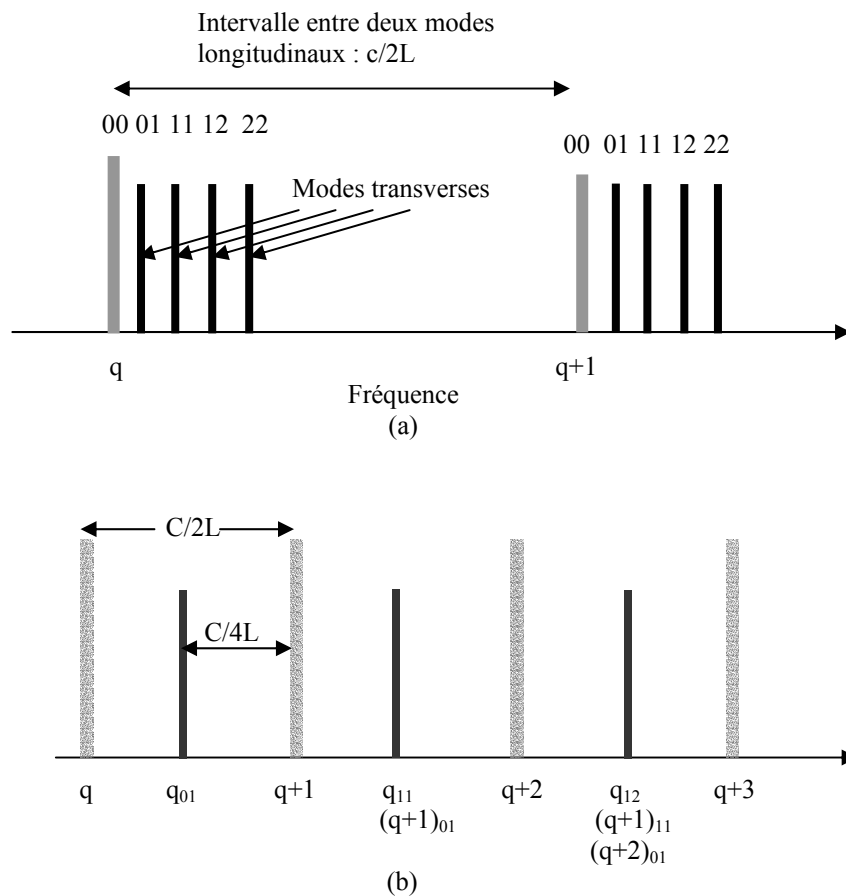 Intervalle entre deux modes
longitudinaux : c/2L
00 01 11 12 22
00 01 11 12 22
Modes transverses
q
q+1
Fréquence
(a)
C/2L
C/4L
q
q₀₁
q+1
q₁₁
q+2
q₁₂
q+3
(q+1)₀₁
(q+1)₁₁
(q+2)₀₁
(b)